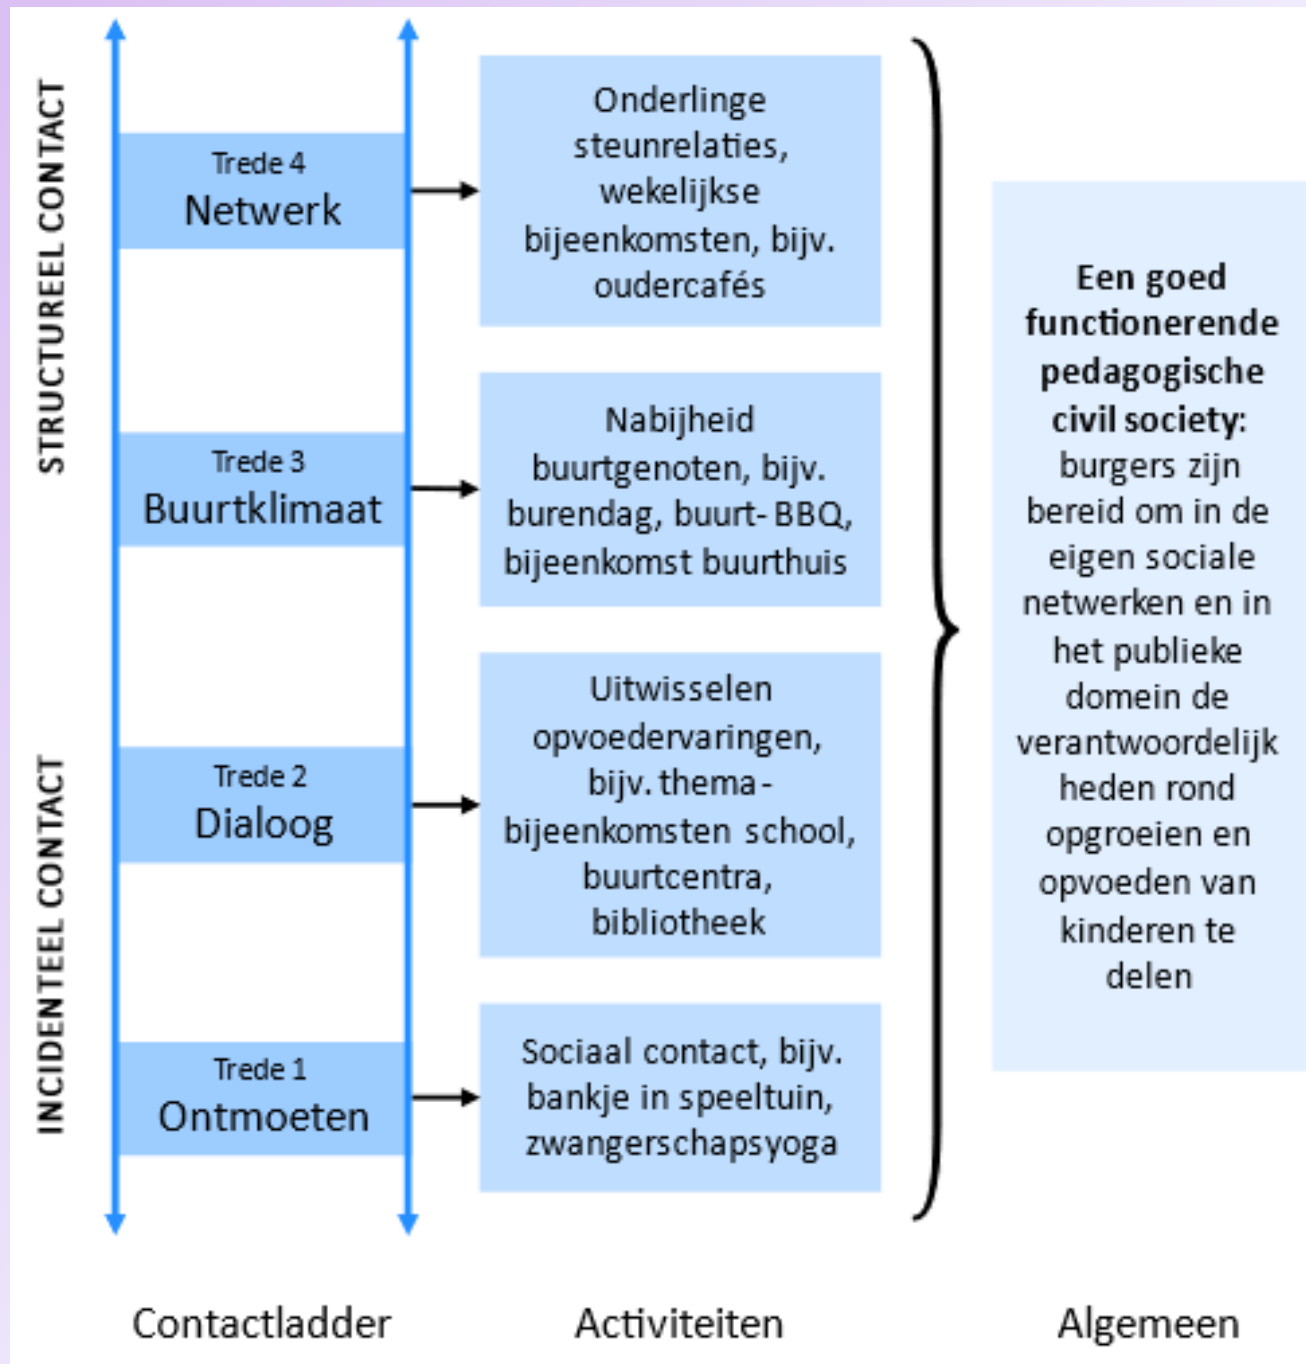 STRUCTUREEL CONTACT
INCIDENTEEL CONTACT
Trede 4
Netwerk
Trede 3
Buurtklimaat
Trede 2
Dialoog
Trede 1
Ontmoeten
Contactladder
Onderlinge
steunrelaties,
wekelijkse
bijeenkomsten, bijv.
oudercafés
Nabijheid
buurtgenoten, bijv.
burendag, buurt- BBQ,
bijeenkomst buurthuis
Uitwisselen
opvoedervaringen,
bijv. thema-
bijeenkomsten school,
buurtcentra,
bibliotheek
Sociaal contact, bijv.
bankje in speeltuin,
zwangerschapsyoga
Activiteiten
Een goed
functionerende
pedagogische
civil society:
burgers zijn
bereid om in de
eigen sociale
netwerken en in
het publieke
domein de
verantwoordelijk
heden rond
opgroeien en
opvoeden van
kinderen te
delen
Algemeen